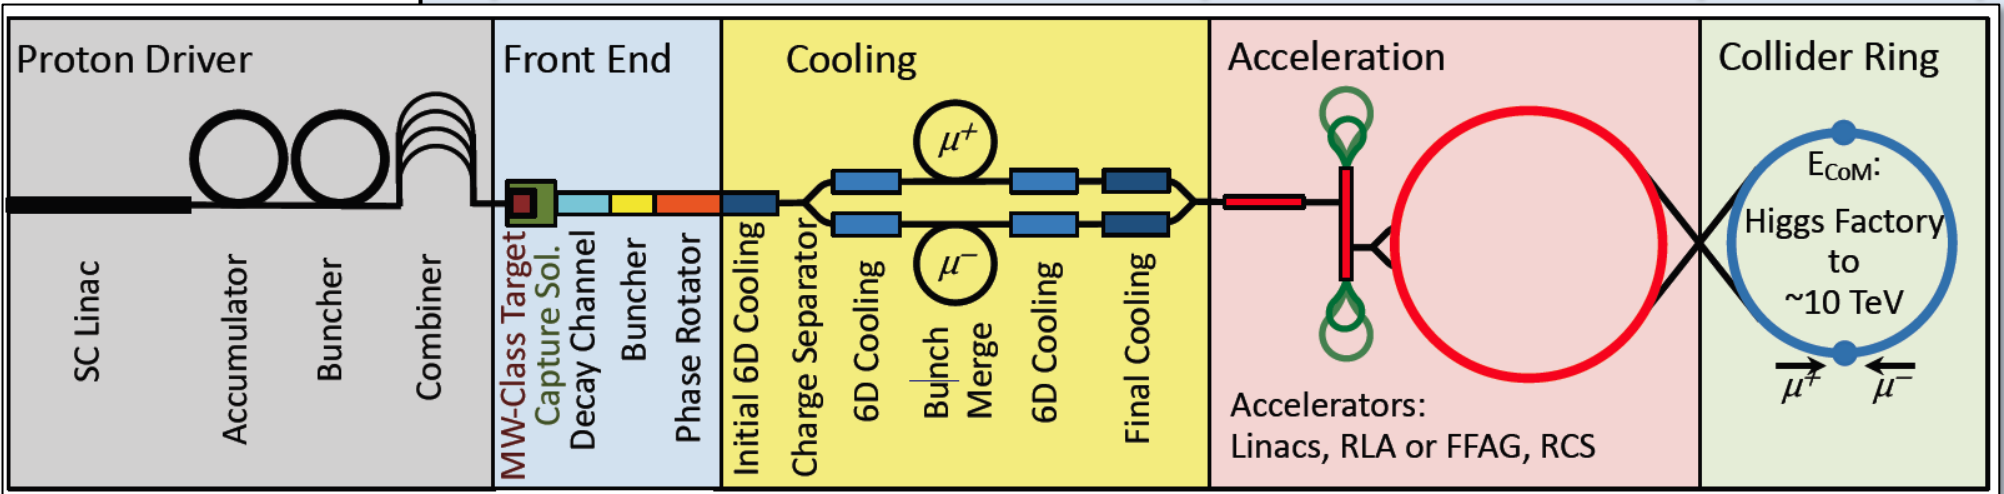 Proton Driver
Front End
Cooling
Acceleration
Collider Ring
SC Linac
Accumulator
Buncher
Combiner
MW-Class Target
Capture Sol.
Decay Channel
Buncher
Phase Rotator
Initial 6D Cooling
Charge Separator
6D Cooling
μ+
μ−
Bunch
Merge
6D Cooling
Final Cooling
Accelerators:
Linacs, RLA or FFAG, RCS
ECoM:
Higgs Factory
to
~10 TeV
μ+ μ−